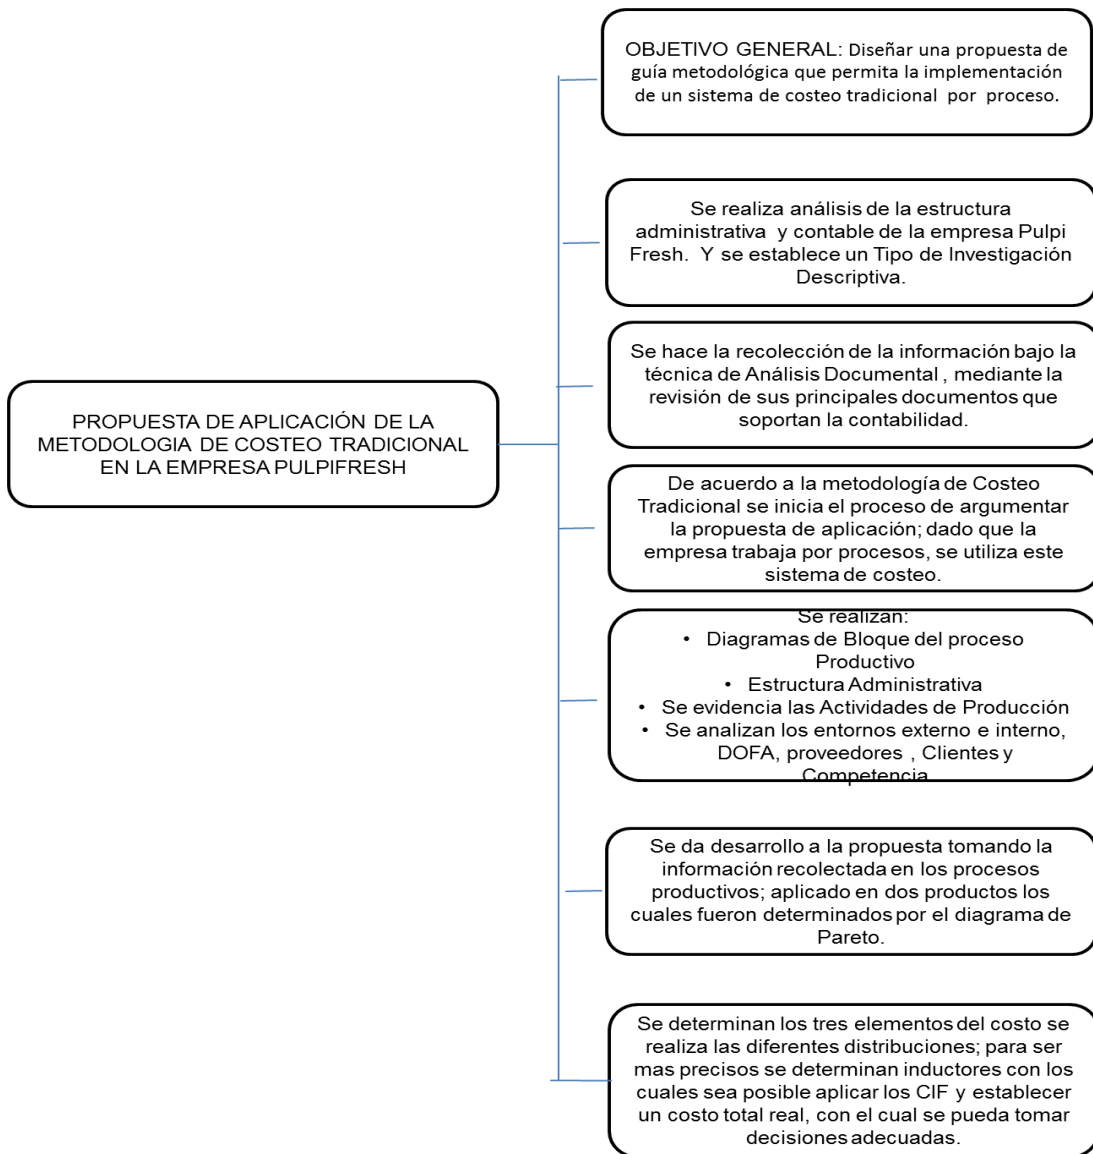 OBJETIVO GENERAL: Diseñar una propuesta de
guía metodológica que permita la implementación
de un sistema de costeo tradicional por proceso.
Se realiza análisis de la estructura
administrativa y contable de la empresa Pulpi
Fresh. Y se establece un Tipo de Investigación
Descriptiva.
Se hace la recolección de la información bajo la
técnica de Análisis Documental , mediante la
revisión de sus principales documentos que
soportan la contabilidad.
PROPUESTA DE APLICACIÓN DE LA
METODOLOGIA DE COSTEO TRADICIONAL
EN LA EMPRESA PULPIFRESH
De acuerdo a la metodología de Costeo
Tradicional se inicia el proceso de argumentar
la propuesta de aplicación; dado que la
empresa trabaja por procesos, se utiliza este
sistema de costeo.
Se realizan:
• Diagramas de Bloque del proceso
Productivo
• Estructura Administrativa
• Se evidencia las Actividades de Producción
• Se analizan los entornos externo e interno,
DOFA, proveedores , Clientes y
Competencia
Se da desarrollo a la propuesta tomando la
información recolectada en los procesos
productivos; aplicado en dos productos los
cuales fueron determinados por el diagrama de
Pareto.
Se determinan los tres elementos del costo se
realiza las diferentes distribuciones; para ser
mas precisos se determinan inductores con los
cuales sea posible aplicar los CIF y establecer
un costo total real, con el cual se pueda tomar
decisiones adecuadas.